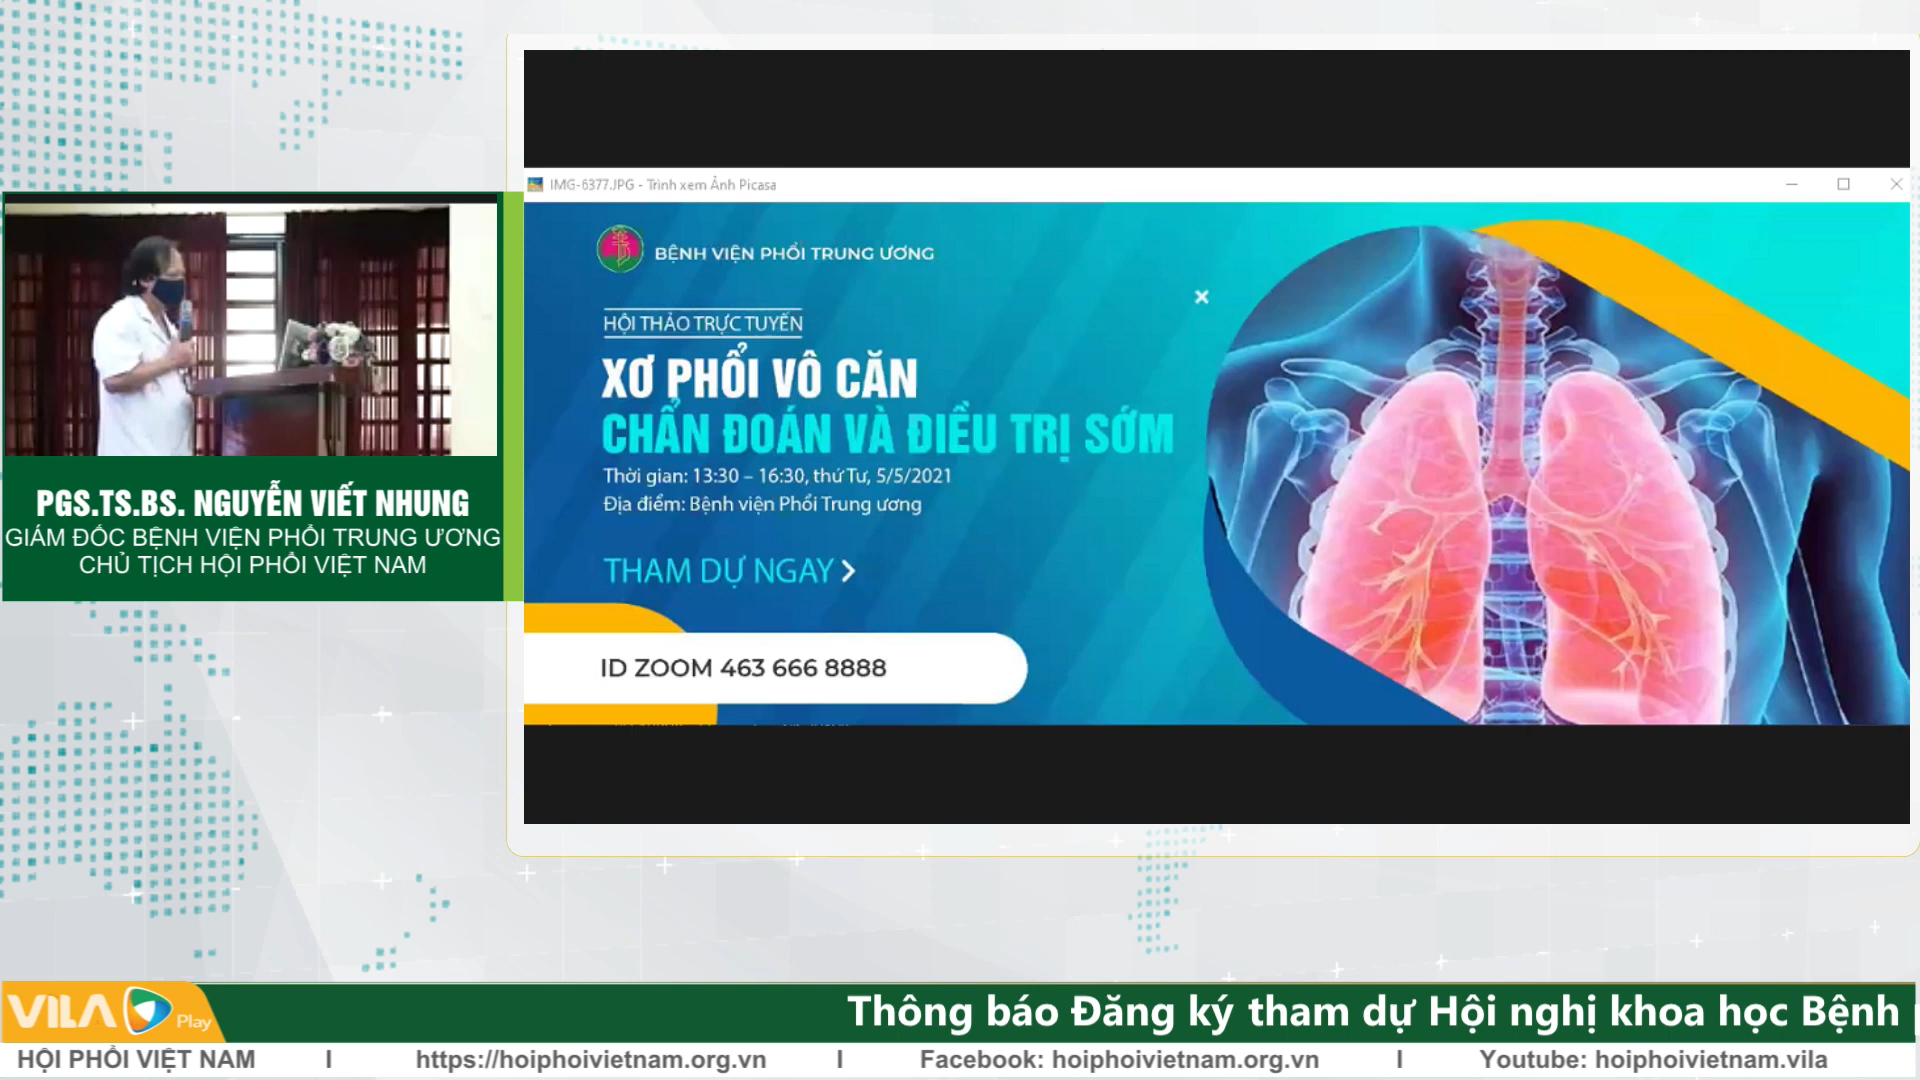 IMG-6377.JPG - Trình xem Ảnh Picasa
BỆNH VIỆN PHỔI TRUNG ƯƠNG
HỘI THẢO TRỰC TUYẾN
XƠ PHỔI VÔ CĂN
CHẨN ĐOÁN VÀ ĐIỀU TRỊ SỚM
Thời gian: 13:30 – 16:30, thứ Tư, 5/5/2021
Địa điểm: Bệnh viện Phổi Trung ương
THAM DỰ NGAY
ID ZOOM 463 666 8888
PGS.TS.BS. NGUYỄN VIẾT NHUNG
GIÁM ĐỐC BỆNH VIỆN PHỔI TRUNG ƯƠNG
CHỦ TỊCH HỘI PHỔI VIỆT NAM
VILA Play
Thông báo Đăng ký tham dự Hội nghị khoa học Bệnh
HỘI PHỔI VIỆT NAM I https://hoiphoivietnam.org.vn I Facebook: hoiphoivietnam.org.vn I Youtube: hoiphoivietnam.vila